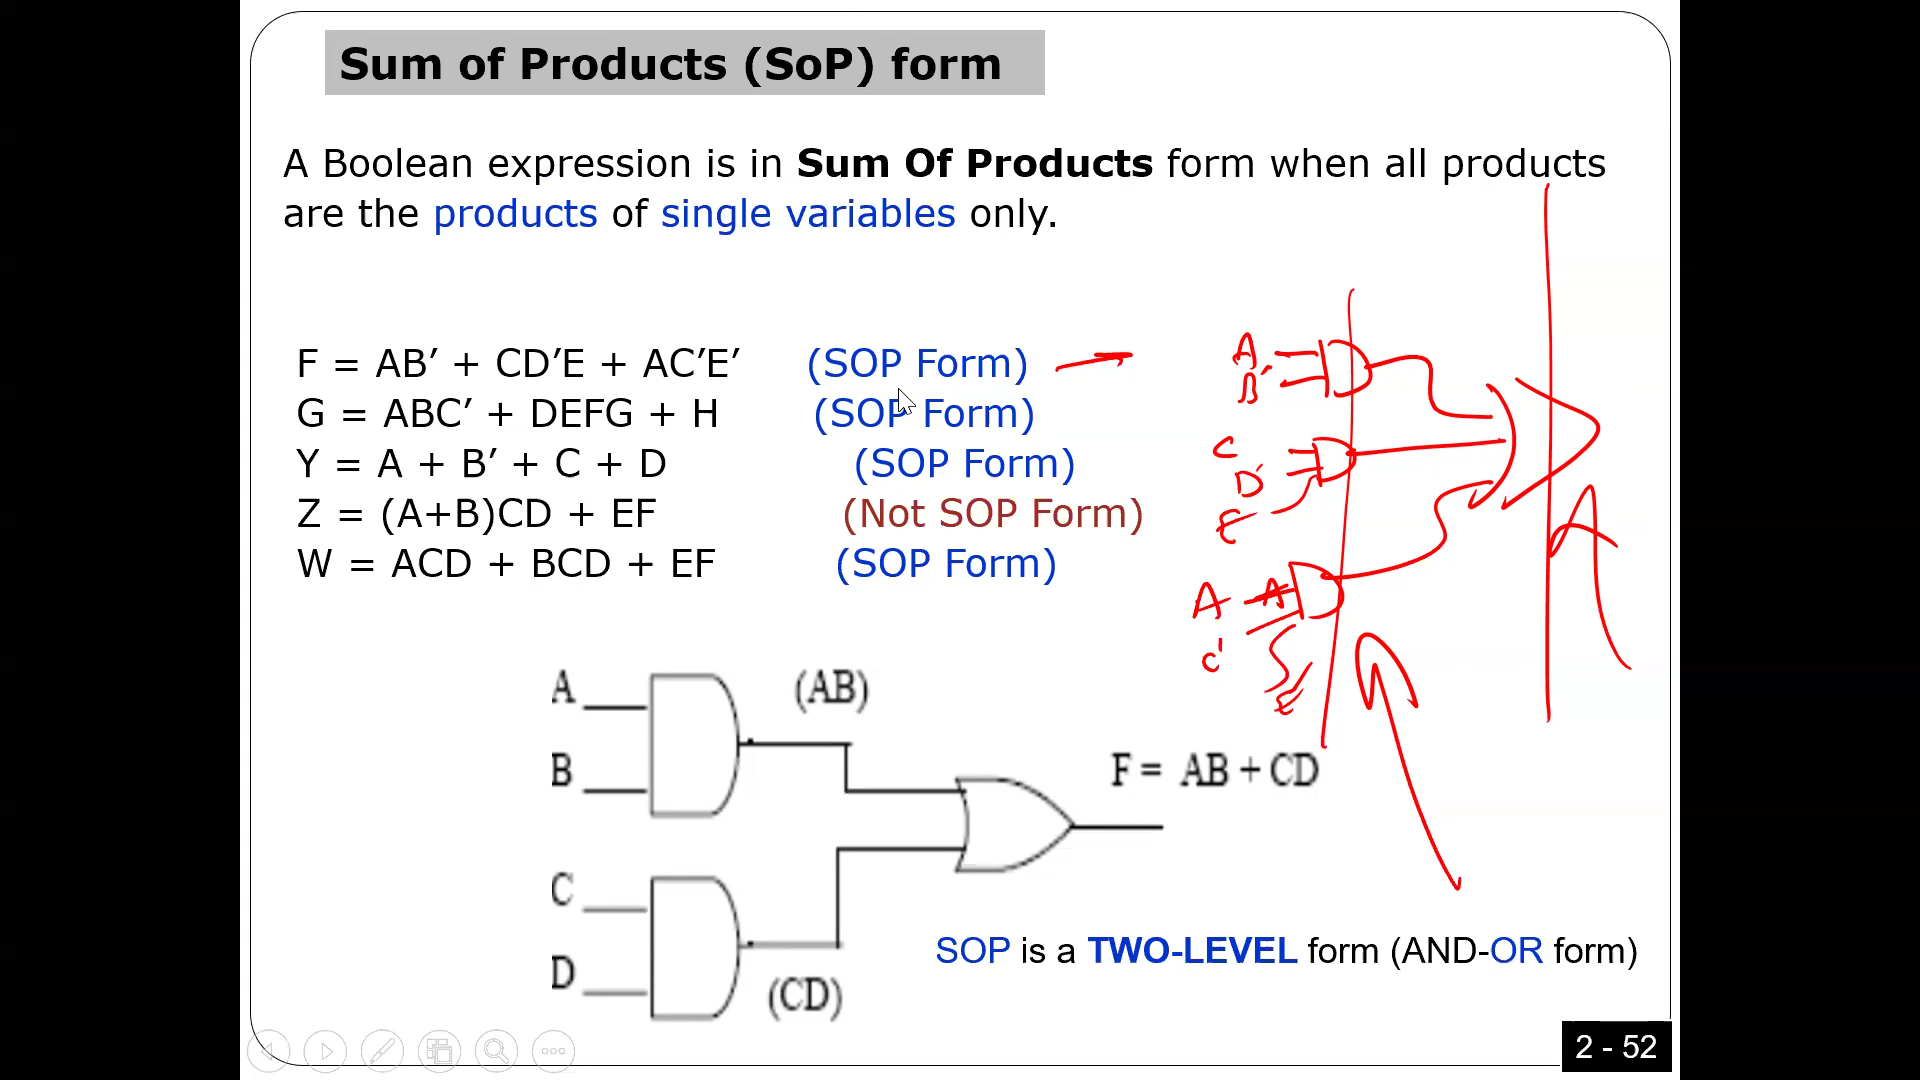 Sum of Products (SoP) form
A Boolean expression is in Sum Of Products form when all products
are the products of single variables only.
F = AB′ + CD′E + AC′E′ (SOP Form)
G = ABC′ + DEFG + H (SOP Form)
Y = A + B′ + C + D (SOP Form)
Z = (A+B)CD + EF (Not SOP Form)
W = ACD + BCD + EF (SOP Form)
A
B′
C
D′
E
A A
C'
E'
A
(AB)
B
F = AB + CD
C
D
(CD)
SOP is a TWO-LEVEL form (AND-OR form)
2 - 52